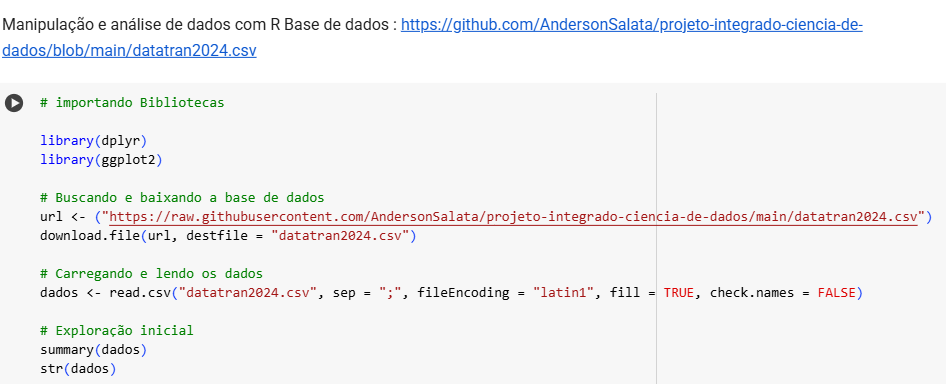 Manipulação e análise de dados com R Base de dados : https://github.com/AndersonSalata/projeto-integrado-ciencia-de-
dados/blob/main/datatran2024.csv
# importando Bibliotecas
library(dplyr)
library(ggplot2)
# Buscando e baixando a base de dados
url <- ("https://raw.githubusercontent.com/AndersonSalata/projeto-integrado-ciencia-de-dados/main/datatran2024.csv")
download.file(url, destfile = "datatran2024.csv")
# Carregando e lendo os dados
dados <- read.csv("datatran2024.csv", sep = ";", fileEncoding = "latin1", fill = TRUE, check.names = FALSE)
# Exploração inicial
summary(dados)
str(dados)